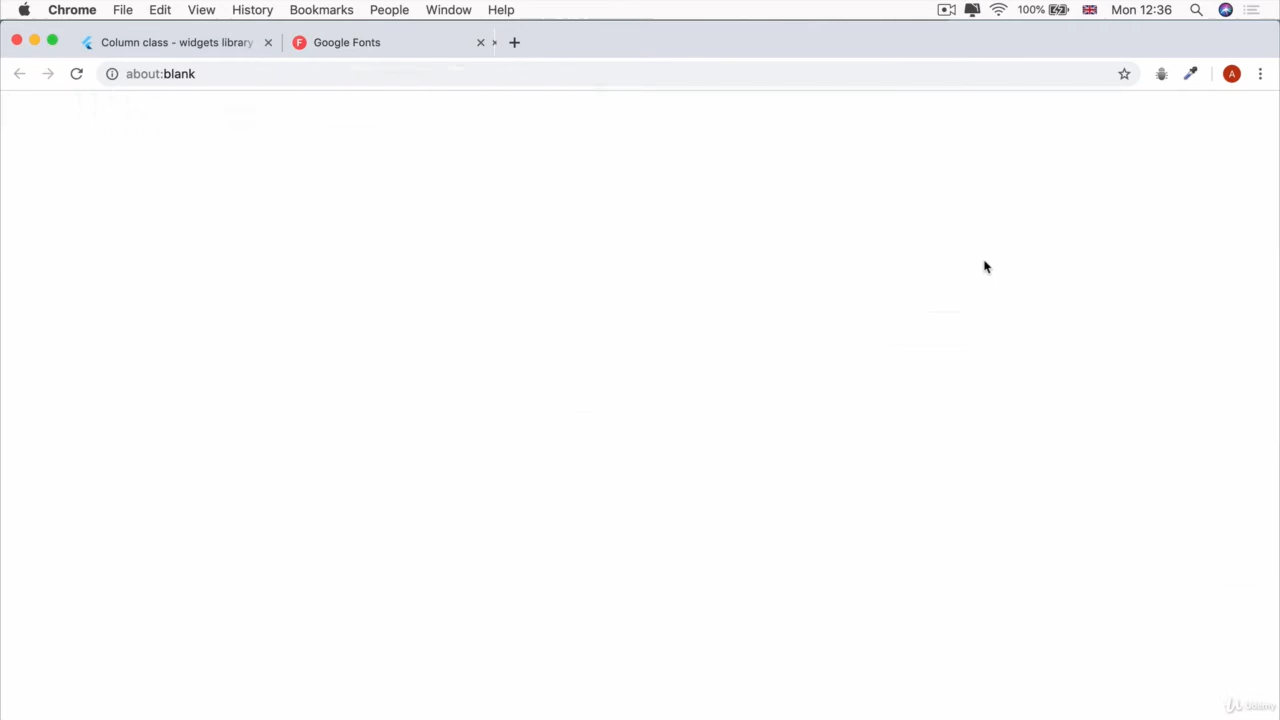 Chrome File Edit View History Bookmarks People Window Help 100% Mon 12:36
Column class - widgets library F Google Fonts
about:blank A
Udemy